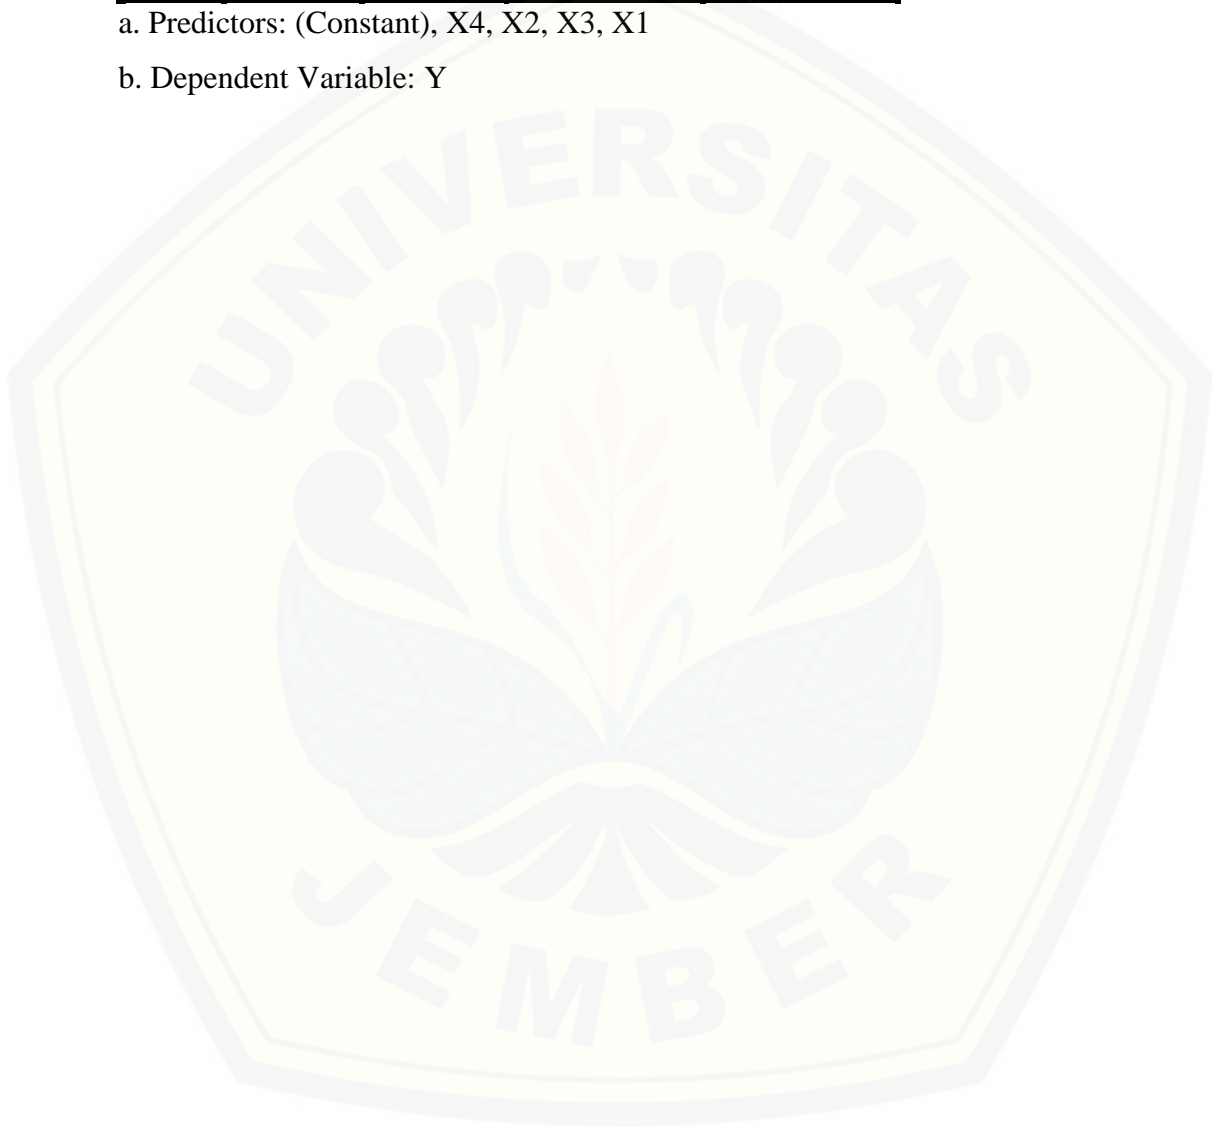 a. Predictors: (Constant), X4, X2, X3, X1
b. Dependent Variable: Y
UNIVERSITAS
JEMBER